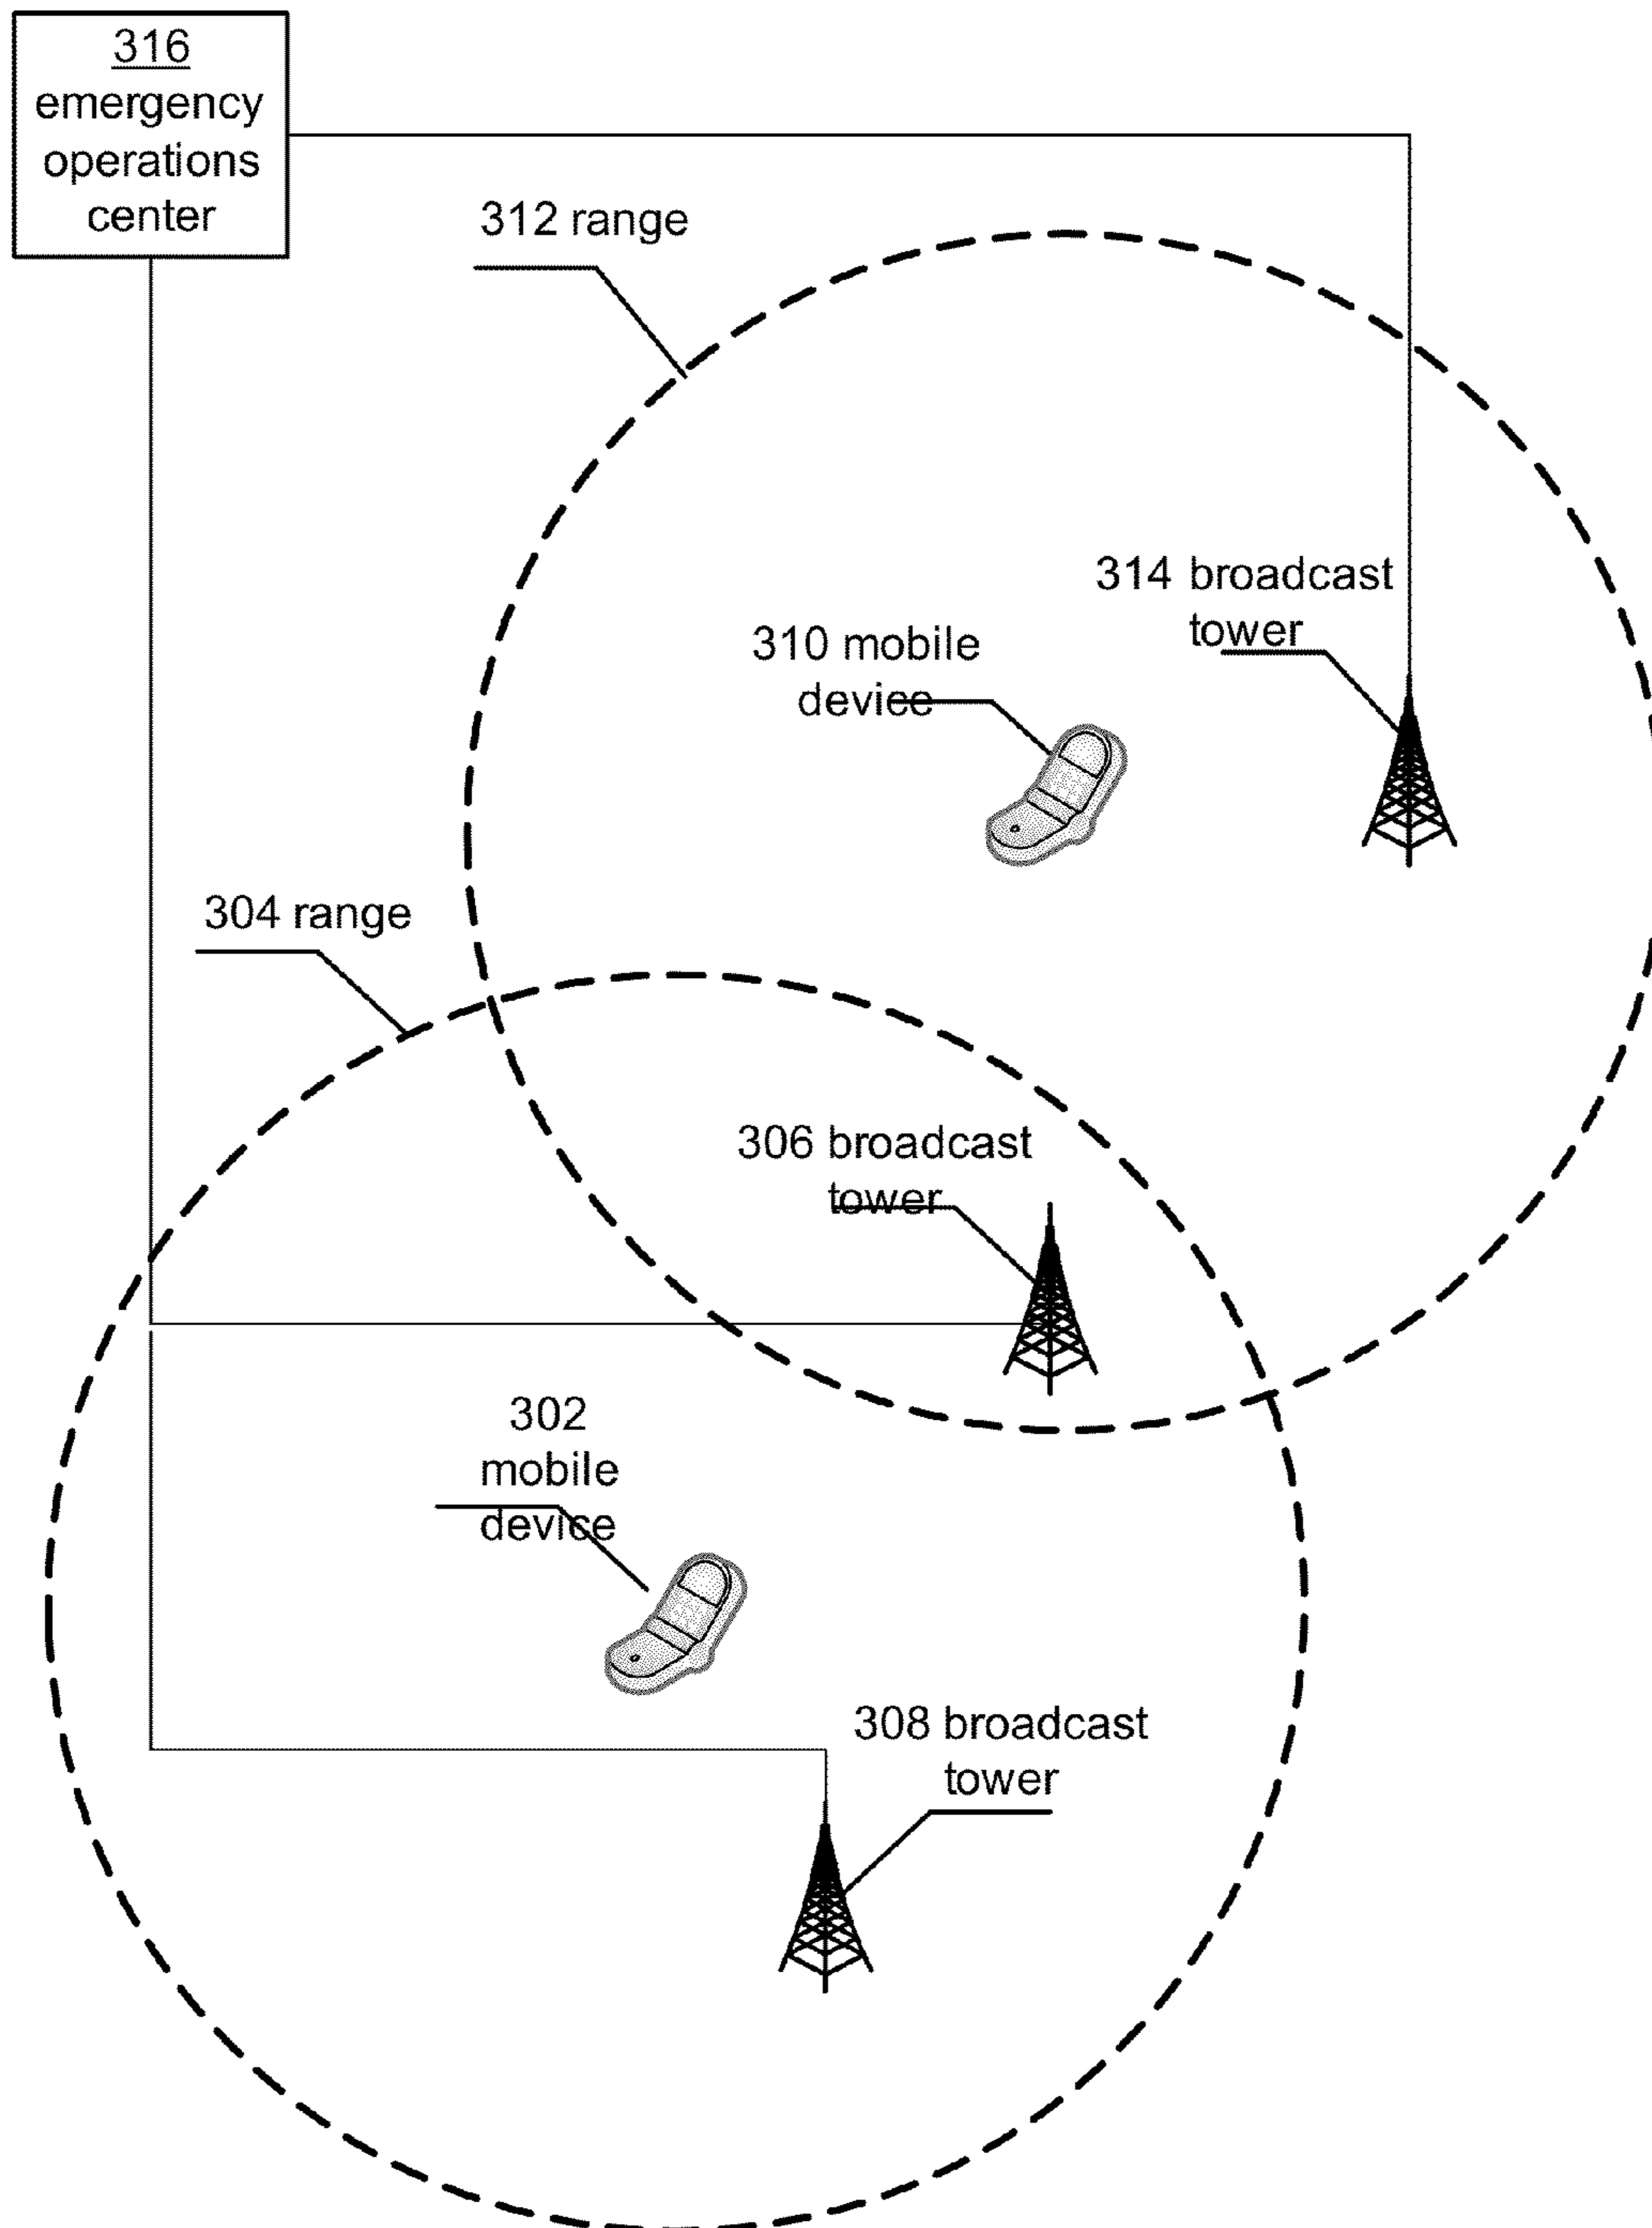 316
emergency
operations
center
312 range
314 broadcast
tower
310 mobile
device
304 range
306 broadcast
tower
302
mobile
device
308 broadcast
tower